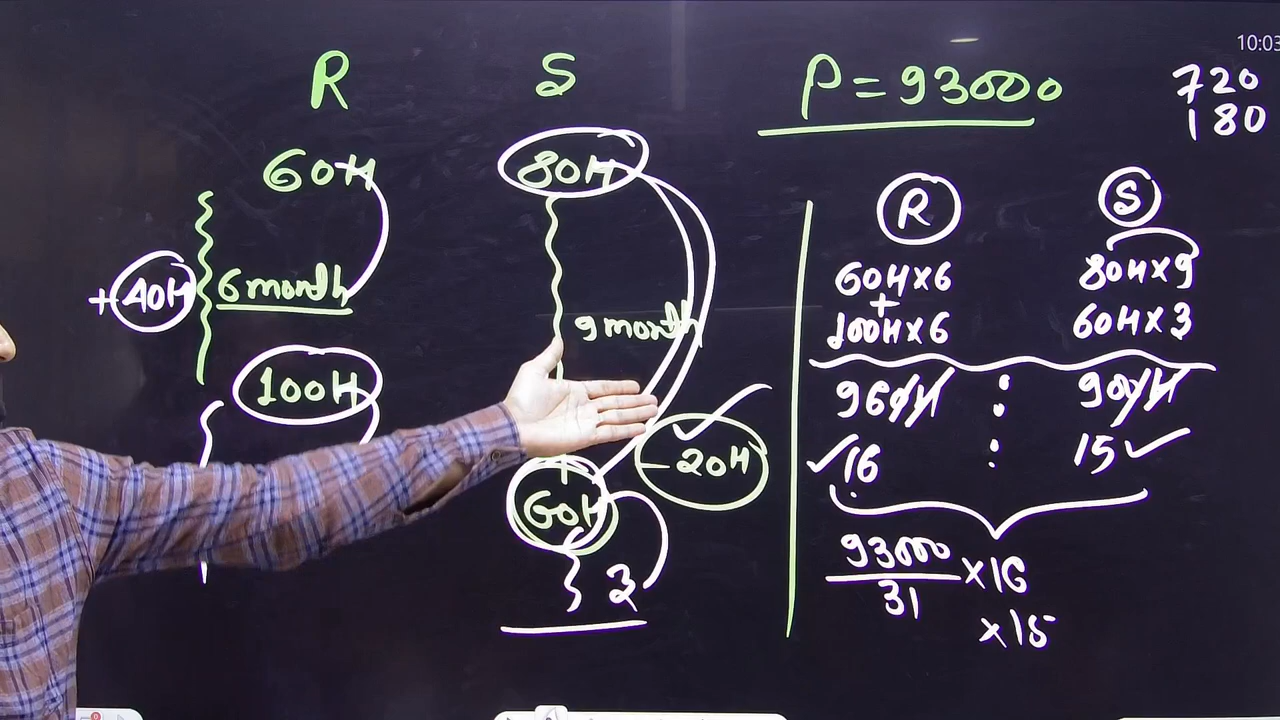 10:03
R
S
P = 93000
720
180
60H
80H
+ 40H
6 month
9 month
100H
- 20H
60H
3
R
S
60H×6
80H×9
+
100H×6
60H×3
960H : 900H
16 : 15
93000
31
×16
×15